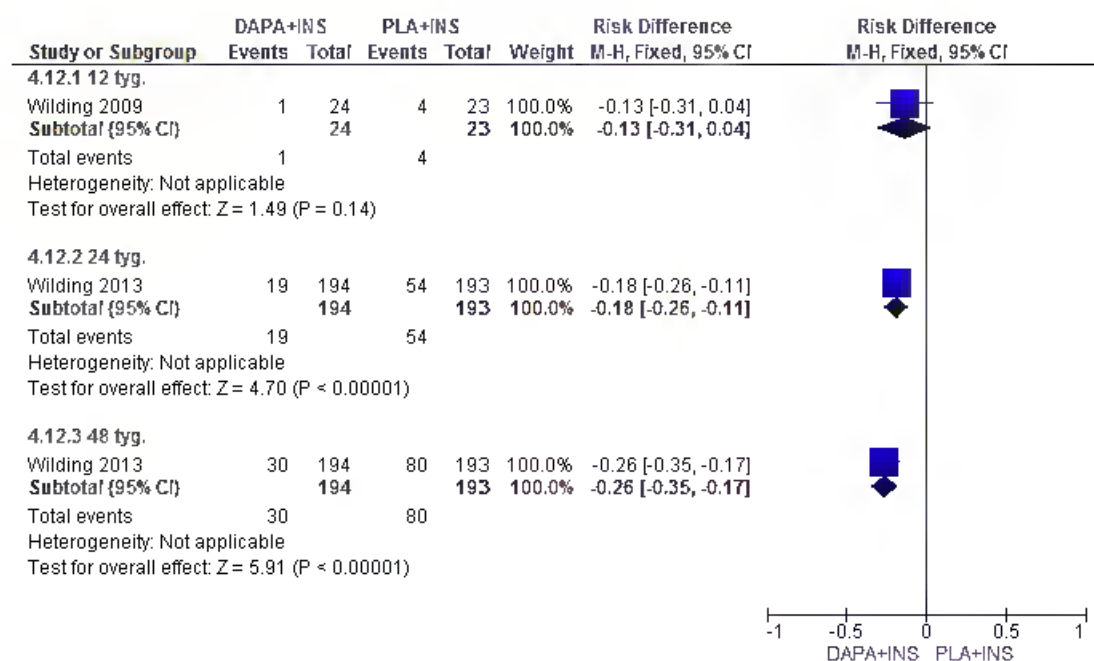 DAPA+INS PLA+INS Risk Difference Risk Difference
Study or Subgroup Events Total Events Total Weight M-H, Fixed, 95% CI M-H, Fixed, 95% CI
4.12.1 12 tyg.
Wilding 2009 1 24 4 23 100.0% -0.13 [-0.31, 0.04]
Subtotal (95% CI) 24 23 100.0% -0.13 [-0.31, 0.04]
Total events 1 4
Heterogeneity: Not applicable
Test for overall effect: Z = 1.49 (P = 0.14)
4.12.2 24 tyg.
Wilding 2013 19 194 54 193 100.0% -0.18 [-0.26, -0.11]
Subtotal (95% CI) 194 193 100.0% -0.18 [-0.26, -0.11]
Total events 19 54
Heterogeneity: Not applicable
Test for overall effect: Z = 4.70 (P < 0.00001)
4.12.3 48 tyg.
Wilding 2013 30 194 80 193 100.0% -0.26 [-0.35, -0.17]
Subtotal (95% CI) 194 193 100.0% -0.26 [-0.35, -0.17]
Total events 30 80
Heterogeneity: Not applicable
Test for overall effect: Z = 5.91 (P < 0.00001)
-1 -0.5 0 0.5 1
DAPA+INS PLA+INS